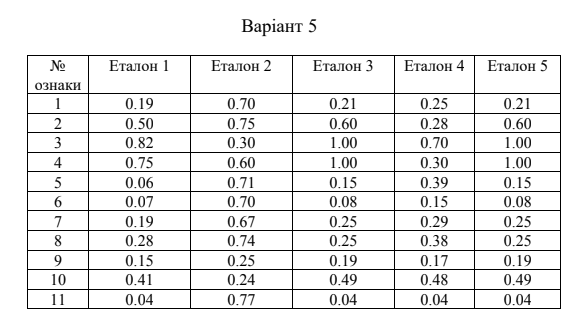 Варіант 5
№ ознаки Еталон 1 Еталон 2 Еталон 3 Еталон 4 Еталон 5
1 0.19 0.70 0.21 0.25 0.21
2 0.50 0.75 0.60 0.28 0.60
3 0.82 0.30 1.00 0.70 1.00
4 0.75 0.60 1.00 0.30 1.00
5 0.06 0.71 0.15 0.39 0.15
6 0.07 0.70 0.08 0.15 0.08
7 0.19 0.67 0.25 0.29 0.25
8 0.28 0.74 0.25 0.38 0.25
9 0.15 0.25 0.19 0.17 0.19
10 0.41 0.24 0.49 0.48 0.49
11 0.04 0.77 0.04 0.04 0.04